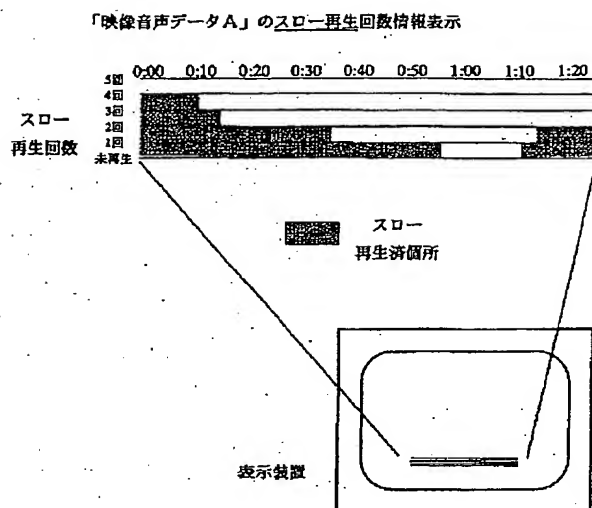 「映像音声データA」のスロー再生回数情報表示
0:00 0:10 0:20 0:30 0:40 0:50 1:00 1:10 1:20
5回
4回
3回
2回
1回
未再生
スロー
再生回数
スロー
再生済個所
表示装置